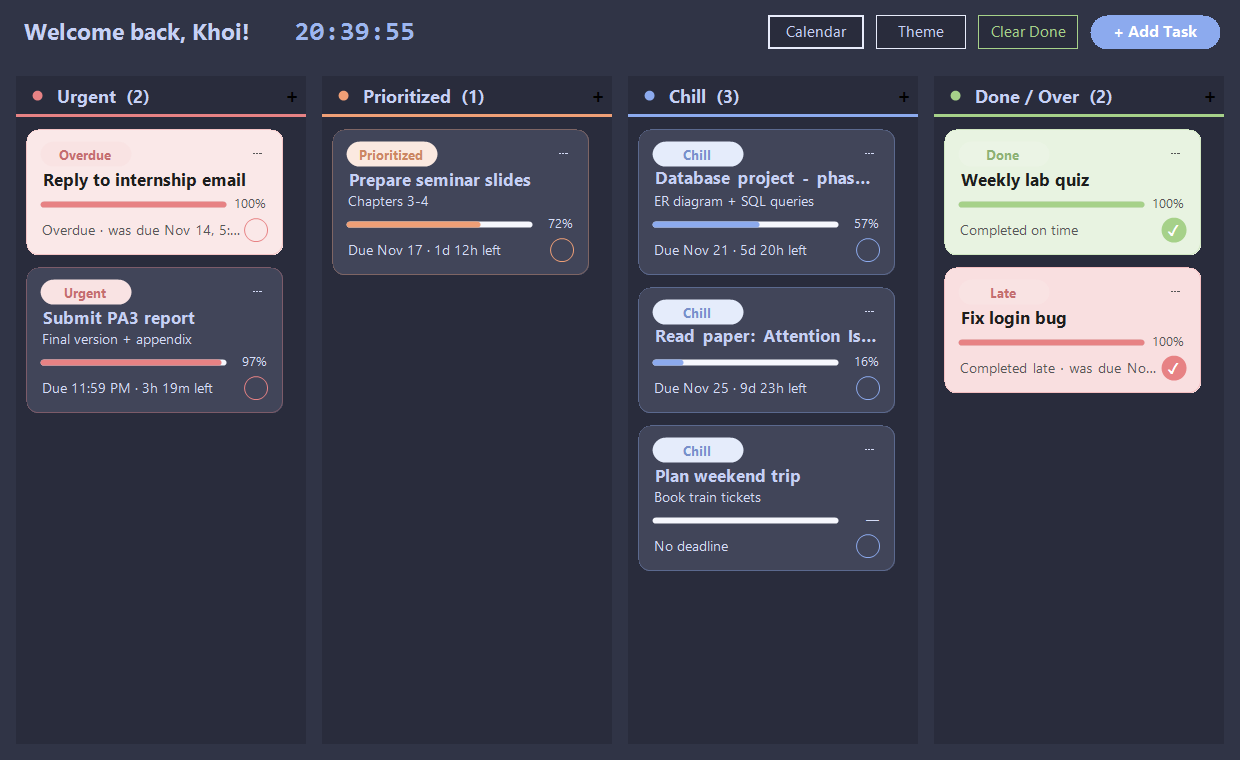 Welcome back, Khoi!
20:39:55
Calendar
Theme
Clear Done
+ Add Task
Urgent (2)
+
Overdue
...
Reply to internship email
100%
Overdue · was due Nov 14, 5:...
Urgent
...
Submit PA3 report
Final version + appendix
97%
Due 11:59 PM · 3h 19m left
Prioritized (1)
+
Prioritized
...
Prepare seminar slides
Chapters 3-4
72%
Due Nov 17 · 1d 12h left
Chill (3)
+
Chill
...
Database project - phas...
ER diagram + SQL queries
57%
Due Nov 21 · 5d 20h left
Chill
...
Read paper: Attention Is...
16%
Due Nov 25 · 9d 23h left
Chill
...
Plan weekend trip
Book train tickets
—
No deadline
Done / Over (2)
+
Done
...
Weekly lab quiz
100%
Completed on time
✓
Late
...
Fix login bug
100%
Completed late · was due No...
✓